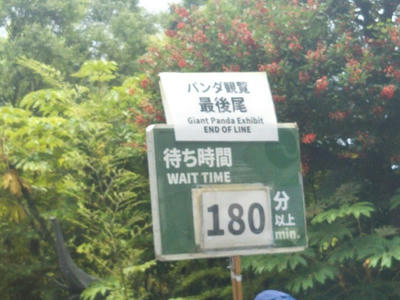 パンダ観覧
最後尾
Giant Panda Exhibit
END OF LINE
待ち時間
WAIT TIME
180 分以上
min.